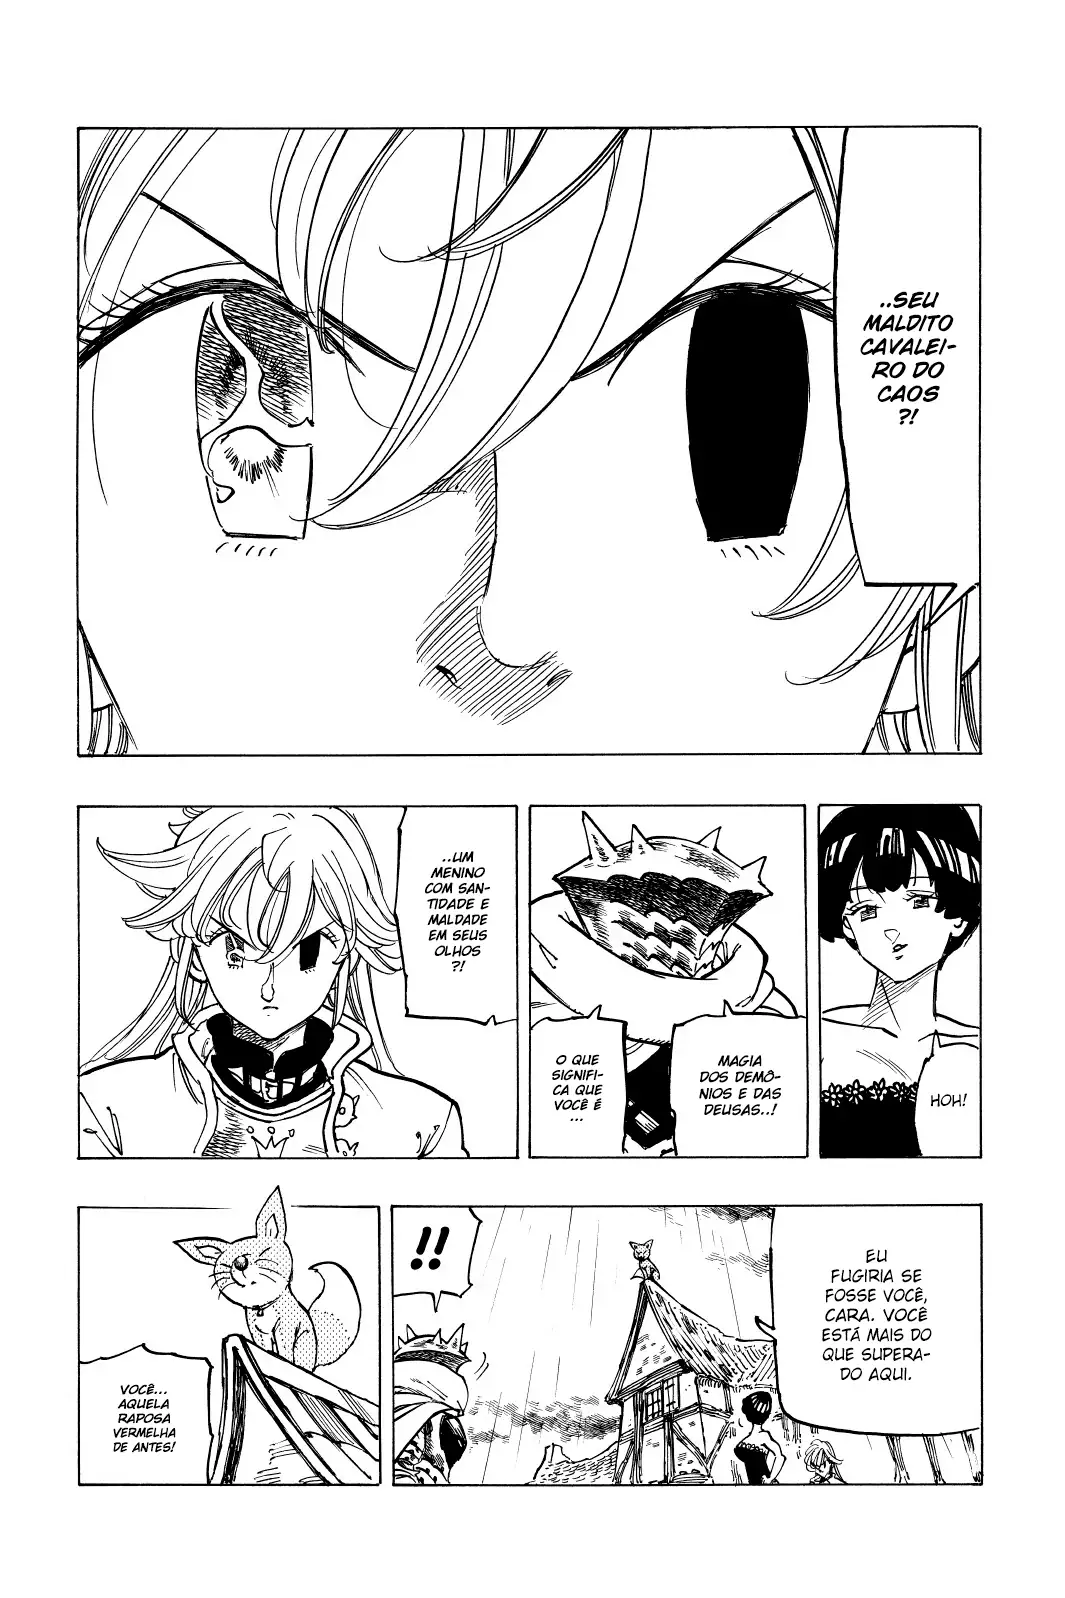 ..SEU
MALDITO
CAVALEI-
RO DO
CAOS
?!
HOH!
MAGIA
DOS DEMÔ-
NIOS E DAS
DEUSAS..!
O QUE
SIGNIFI-
CA QUE
VOCÊ É
...
..UM
MENINO
COM SAN-
TIDADE E
MALDADE
EM SEUS
OLHOS
?!
EU
FUGIRIA SE
FOSSE VOCÊ,
CARA. VOCÊ
ESTÁ MAIS DO
QUE SUPERA-
DO AQUI.
!!
VOCÊ...
AQUELA
RAPOSA
VERMELHA
DE ANTES!